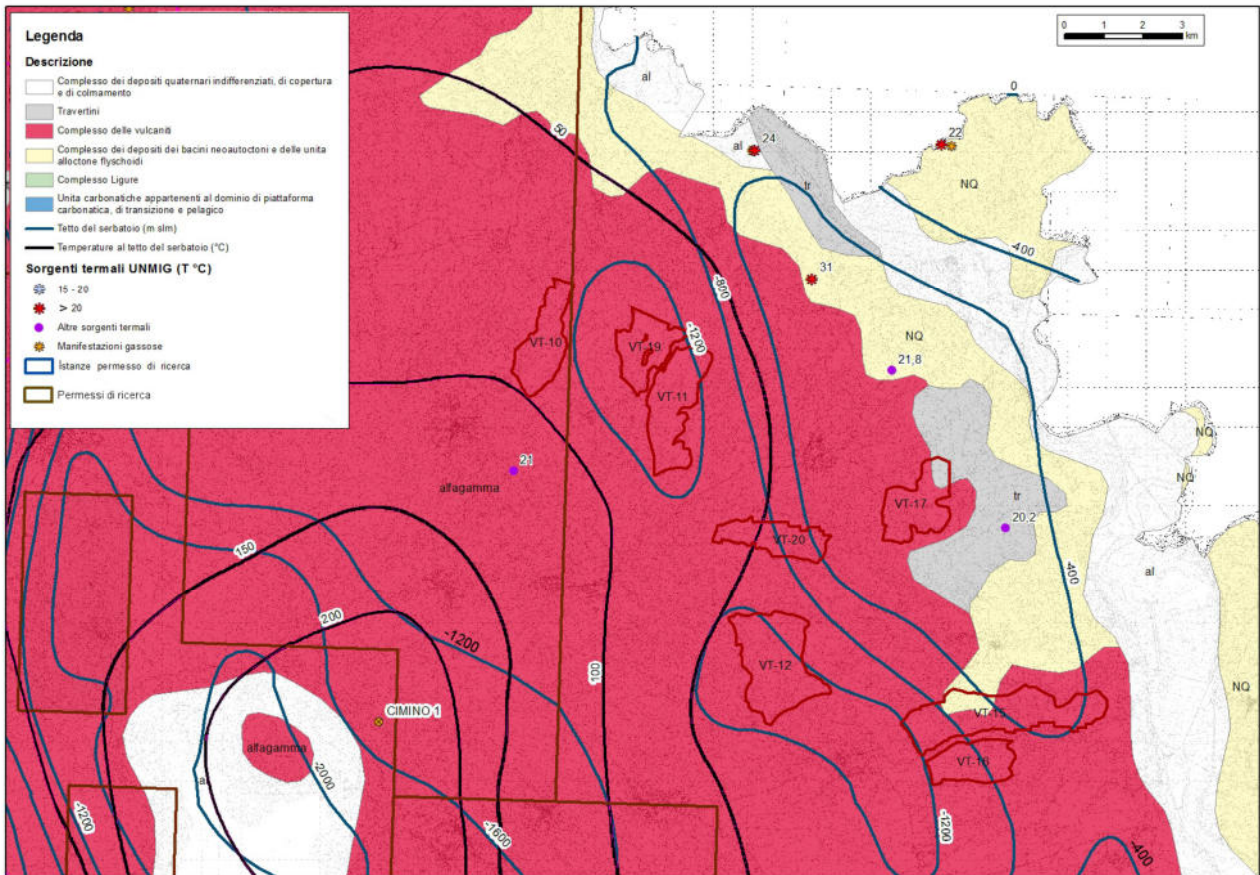 Legenda
Descrizione
Complesso dei depositi quaternari indifferenziati, di copertura
e di colmamento
Travertini
Complesso delle vulcaniti
Complesso dei depositi dei bacini neoautoctoni e delle unita
alloctone flyschoidi
Complesso Ligure
Unita carbonatiche appartenenti al dominio di piattaforma
carbonatica, di transizione e pelagico
Tetto del serbatoio (m slm)
Temperature al tetto del serbatoio (°C)
Sorgenti termali UNMIG (T °C)
15 - 20
> 20
Altre sorgenti termali
Manifestazioni gassose
Istanze permesso di ricerca
Permessi di ricerca
0 1 2 3
km
al
0
50
24
al
22
tr
NQ
400
31
-800
VT-10
VT-19
-1200
NQ
21,8
VT-11
NQ
21
alfagamma
NQ
VT-17
tr
20,2
150
VT-20
400
al
200
-1200
100
VT-12
NQ
CIMINO 1
VT-15
alfagamma
VT-16
-2000
al
-1200
-1600
-1200
-400